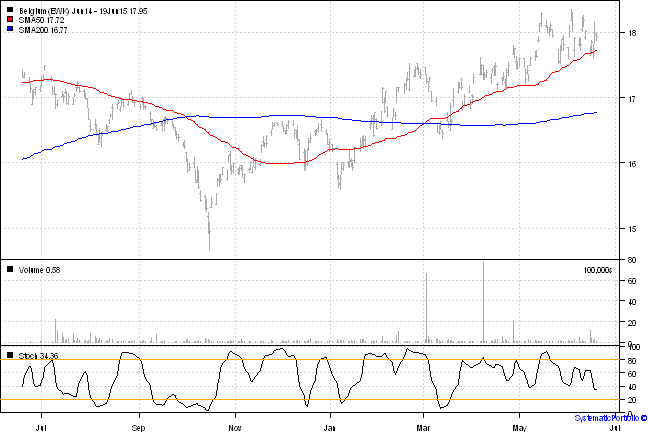 Belgium (EWK) Jun14 - 19Jun15 17.95
SMA50 17.72
SMA200 16.77
18
17
16
15
Volume 0.58
100,000s
80
60
40
20
0
Stoch 34.36
100
80
60
40
20
0
Jul
Sep
Nov
Jan
Mar
May
Jul
SystematicPortfolio ©